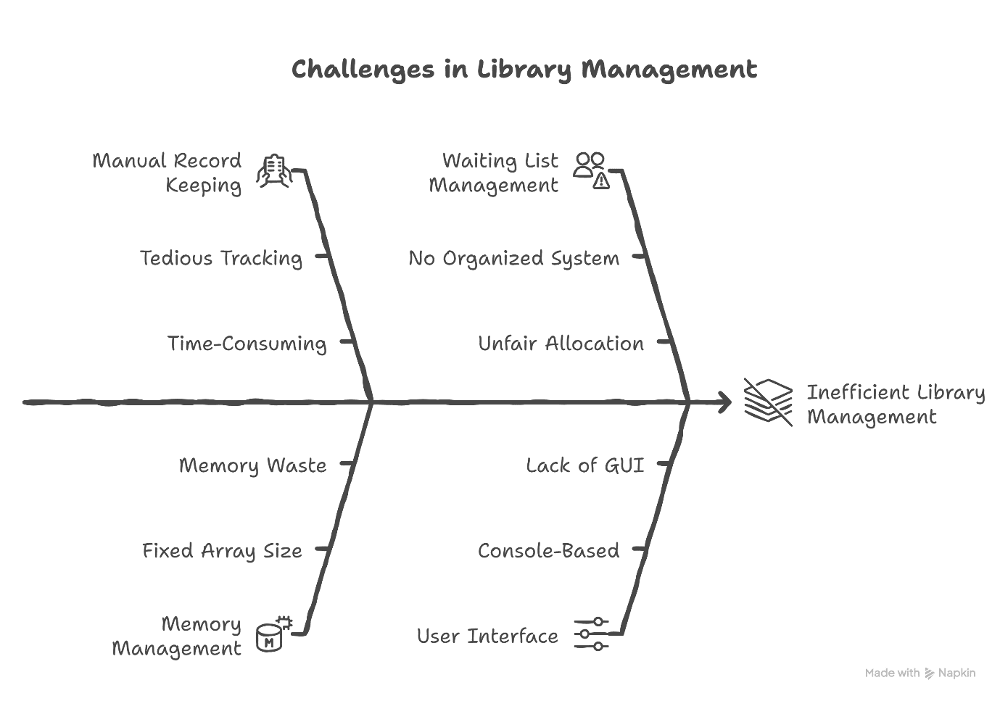 Challenges in Library Management
Manual Record
Keeping
Waiting List
Management
Tedious Tracking
No Organized System
Time-Consuming
Unfair Allocation
Inefficient Library
Management
Memory Waste
Lack of GUI
Fixed Array Size
Console-Based
Memory
Management
M
User Interface
Made with Napkin